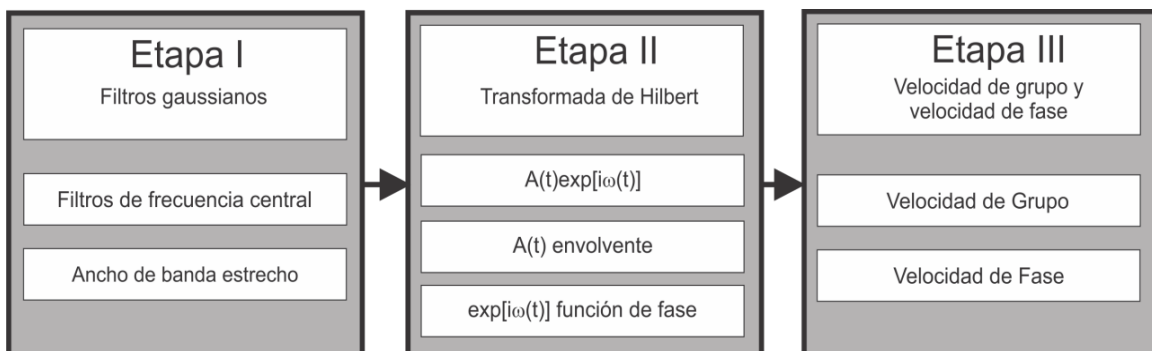 Etapa I
Filtros gaussianos
Filtros de frecuencia central
Ancho de banda estrecho
Etapa II
Transformada de Hilbert
A(t)exp[iω(t)]
A(t) envolvente
exp[iω(t)] función de fase
Etapa III
Velocidad de grupo y
velocidad de fase
Velocidad de Grupo
Velocidad de Fase